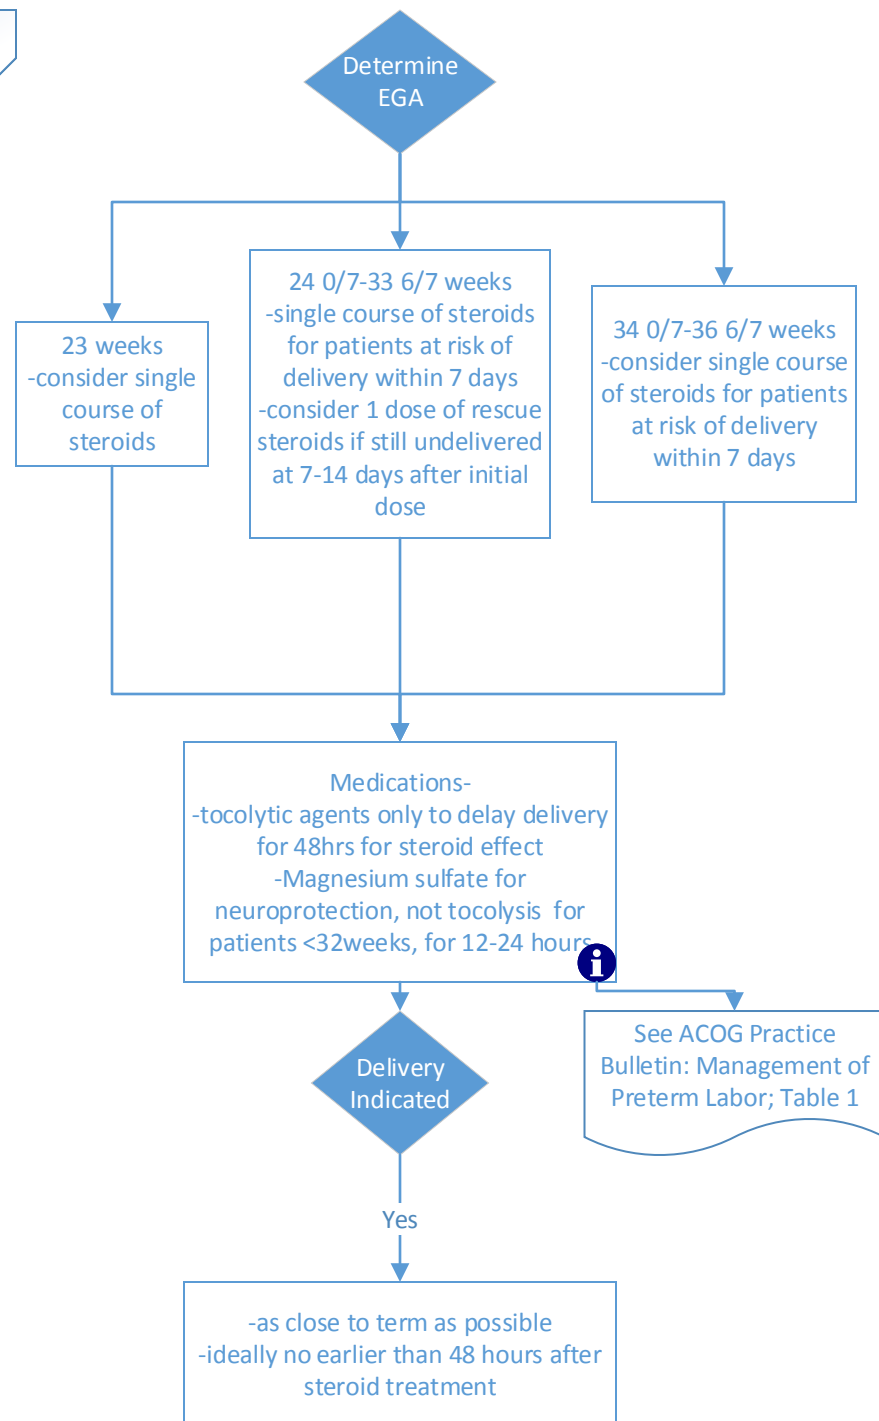 Determine
EGA
23 weeks
-consider single
course of
steroids
24 0/7-33 6/7 weeks
-single course of steroids
for patients at risk of
delivery within 7 days
-consider 1 dose of rescue
steroids if still undelivered
at 7-14 days after initial
dose
34 0/7-36 6/7 weeks
-consider single course
of steroids for patients
at risk of delivery
within 7 days
Medications-
-tocolytic agents only to delay delivery
for 48hrs for steroid effect
-Magnesium sulfate for
neuroprotection, not tocolysis for
patients <32weeks, for 12-24 hours
i
See ACOG Practice
Bulletin: Management of
Preterm Labor; Table 1
Delivery
Indicated
Yes
-as close to term as possible
-ideally no earlier than 48 hours after
steroid treatment